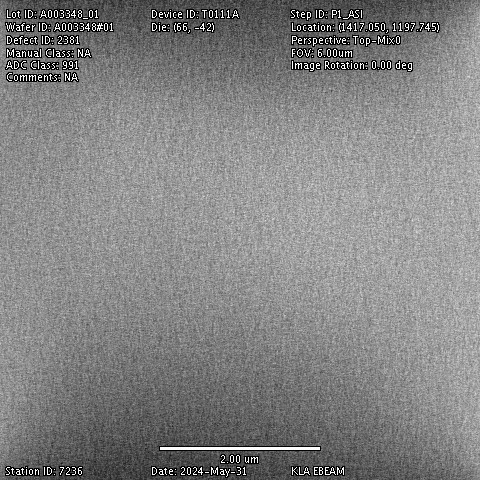 Lot ID: A003348_01
Wafer ID: A003348#01
Defect ID: 2381
Manual Class: NA
ADC Class: 991
Comments: NA
Device ID: T0111A
Die: (66, -42)
Step ID: P1_ASI
Location: (1417.050, 1197.745)
Perspective: Top-Mix0
FOV: 6.00um
Image Rotation: 0.00 deg
2.00 um
Station ID: 7236
Date: 2024-May-31
KLA EBEAM